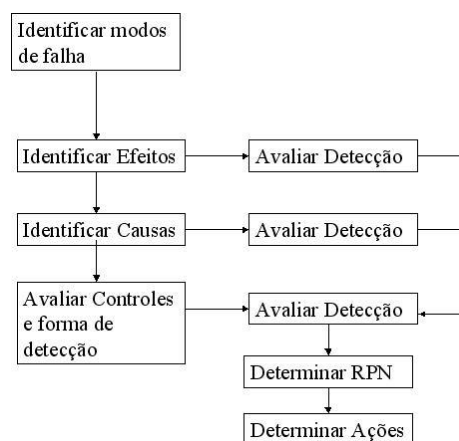 Identificar modos
de falha
Identificar Efeitos
Avaliar Detecção
Identificar Causas
Avaliar Detecção
Avaliar Controles
e forma de
detecção
Avaliar Detecção
Determinar RPN
Determinar Ações